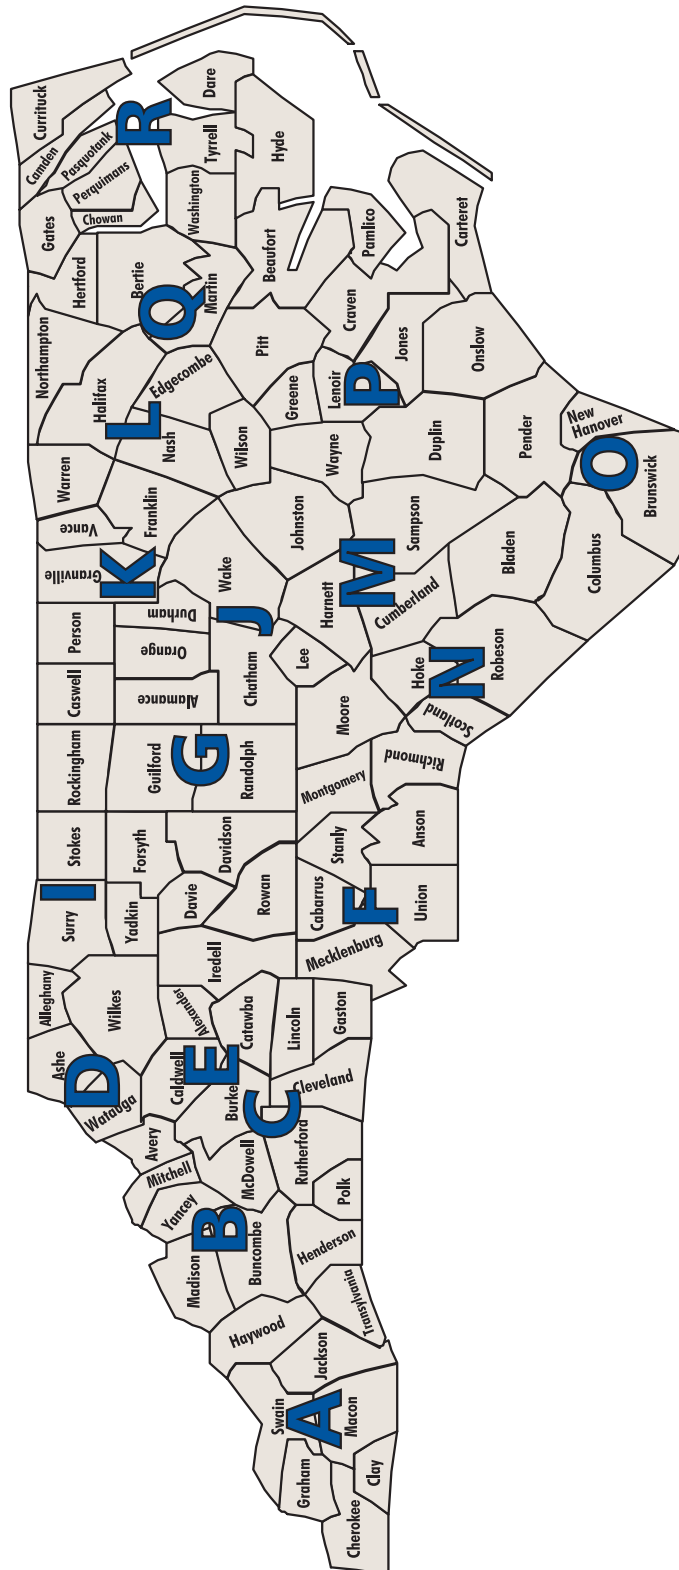 Currituck
Camden
Pasquotank
Perquimans
Chowan
Gates
Hertford
Northampton
Halifax
Warren
Vance
Granville
Person
Caswell
Rockingham
Stokes
Surry
Alleghany
Ashe
Watauga
Wilkes
Yadkin
Forsyth
Guilford
Alamance
Orange
Durham
Franklin
Nash
Edgecombe
Bertie
Martin
Washington
Tyrrell
Dare
Hyde
Beaufort
Pitt
Wilson
Wake
Chatham
Randolph
Davidson
Davie
Iredell
Alexander
Caldwell
Avery
Mitchell
Yancey
Madison
Buncombe
McDowell
Burke
Catawba
Lincoln
Rowan
Cabarrus
Stanly
Montgomery
Moore
Lee
Harnett
Johnston
Wayne
Greene
Lenoir
Craven
Pamlico
Carteret
Jones
Onslow
Duplin
Sampson
Cumberland
Hoke
Scotland
Richmond
Anson
Union
Mecklenburg
Gaston
Cleveland
Rutherford
Polk
Henderson
Transylvania
Haywood
Jackson
Swain
Macon
Graham
Clay
Cherokee
Robeson
Bladen
Pender
New
Hanover
Brunswick
Columbus
A
B
C
D
E
F
G
I
J
K
L
M
N
O
P
Q
R